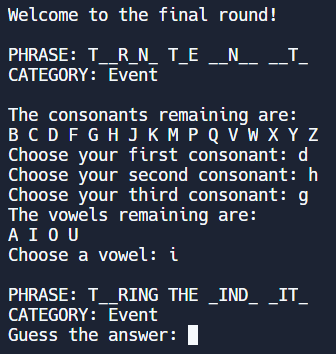 Welcome to the final round!
PHRASE: T__R_N_ T_E __N__ __T_
CATEGORY: Event
The consonants remaining are:
B C D F G H J K M P Q V W X Y Z
Choose your first consonant: d
Choose your second consonant: h
Choose your third consonant: g
The vowels remaining are:
A I O U
Choose a vowel: i
PHRASE: T__RING THE _IND_ _IT_
CATEGORY: Event
Guess the answer: